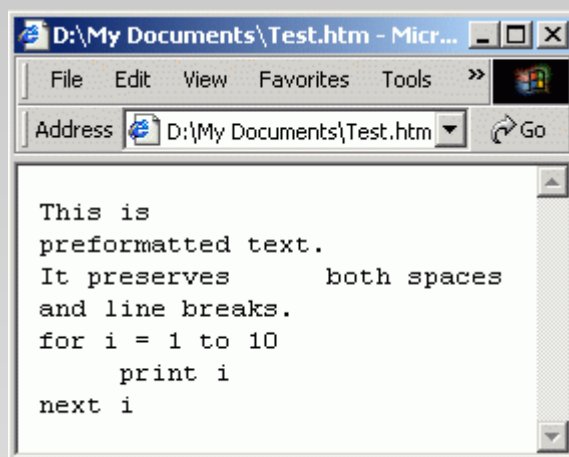 D:\My Documents\Test.htm - Micr...
File Edit View Favorites Tools »
Address D:\My Documents\Test.htm Go
This is
preformatted text.
It preserves      both spaces
and line breaks.
for i = 1 to 10
     print i
next i